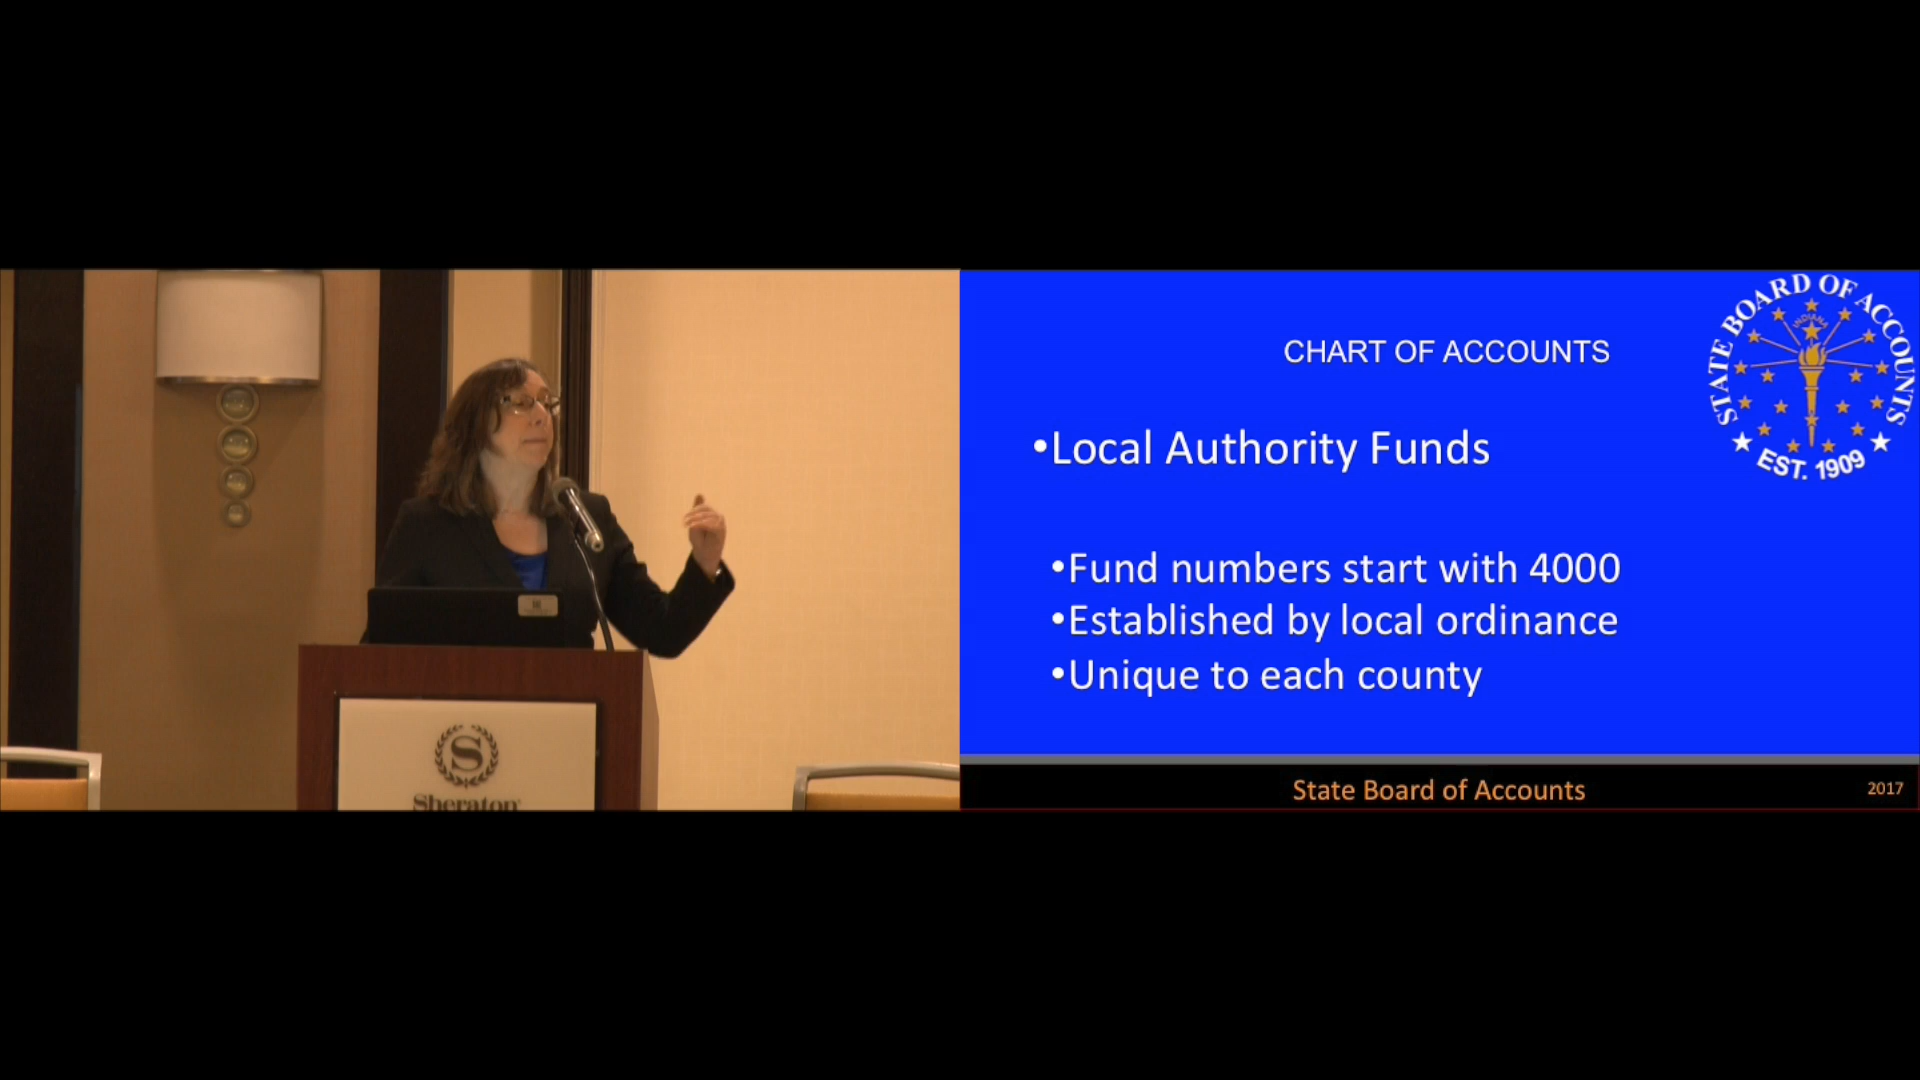 CHART OF ACCOUNTS
STATE BOARD OF ACCOUNTS
INDIANA
EST. 1909
•Local Authority Funds
•Fund numbers start with 4000
•Established by local ordinance
•Unique to each county
State Board of Accounts
2017
S
Sheraton